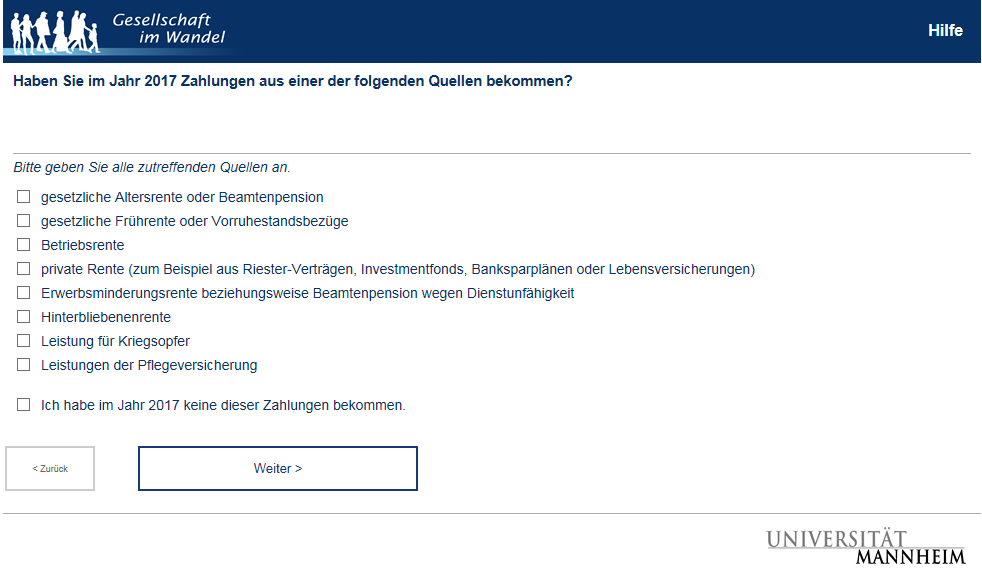 Gesellschaft
im Wandel
Hilfe
Haben Sie im Jahr 2017 Zahlungen aus einer der folgenden Quellen bekommen?
Bitte geben Sie alle zutreffenden Quellen an.
gesetzliche Altersrente oder Beamtenpension
gesetzliche Frührente oder Vorruhestandsbezüge
Betriebsrente
private Rente (zum Beispiel aus Riester-Verträgen, Investmentfonds, Banksparplänen oder Lebensversicherungen)
Erwerbsminderungsrente beziehungsweise Beamtenpension wegen Dienstunfähigkeit
Hinterbliebenenrente
Leistung für Kriegsopfer
Leistungen der Pflegeversicherung
Ich habe im Jahr 2017 keine dieser Zahlungen bekommen.
< Zurück
Weiter >
UNIVERSITÄT
MANNHEIM